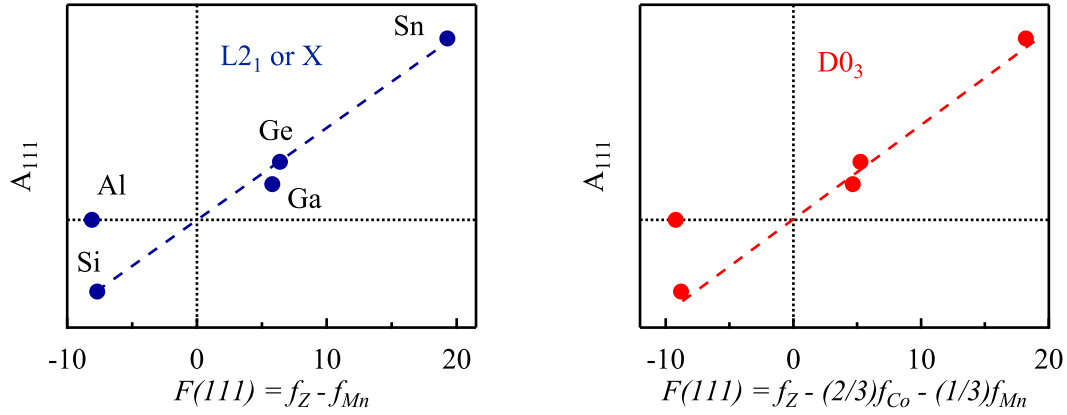 Sn
L2₁ or X
Ge
Ga
Al
Si
A₁₁₁
-10 0 10 20
F(111) = f_Z - f_Mn
D0₃
A₁₁₁
-10 0 10 20
F(111) = f_Z - (2/3)f_Co - (1/3)f_Mn